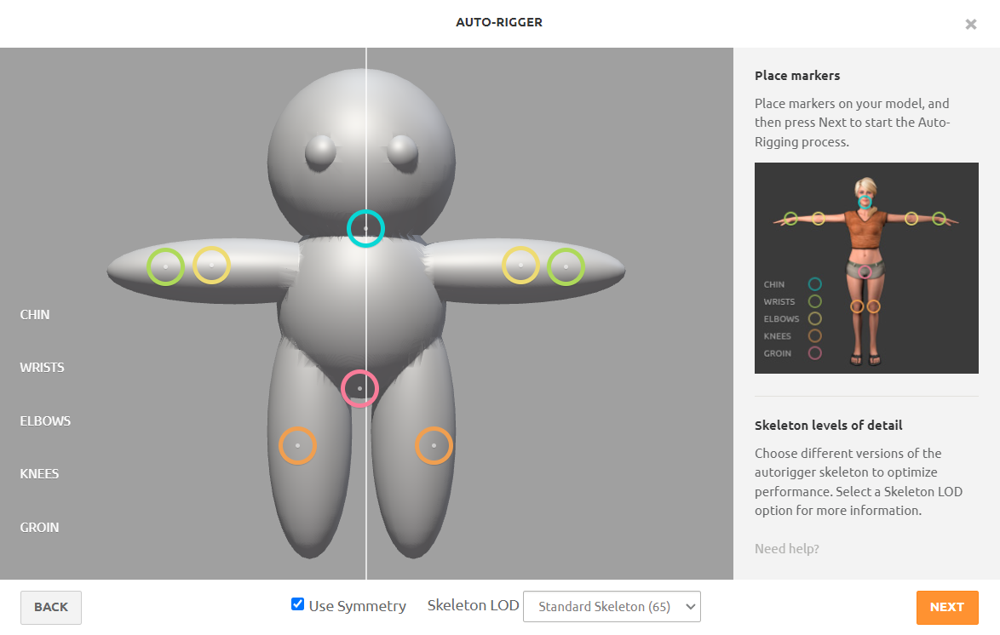 AUTO-RIGGER
×
CHIN
WRISTS
ELBOWS
KNEES
GROIN
Place markers
Place markers on your model, and
then press Next to start the Auto-
Rigging process.
CHIN
WRISTS
ELBOWS
KNEES
GROIN
Skeleton levels of detail
Choose different versions of the
autorigger skeleton to optimize
performance. Select a Skeleton LOD
option for more information.
Need help?
BACK
Use Symmetry
Skeleton LOD
Standard Skeleton (65)
NEXT